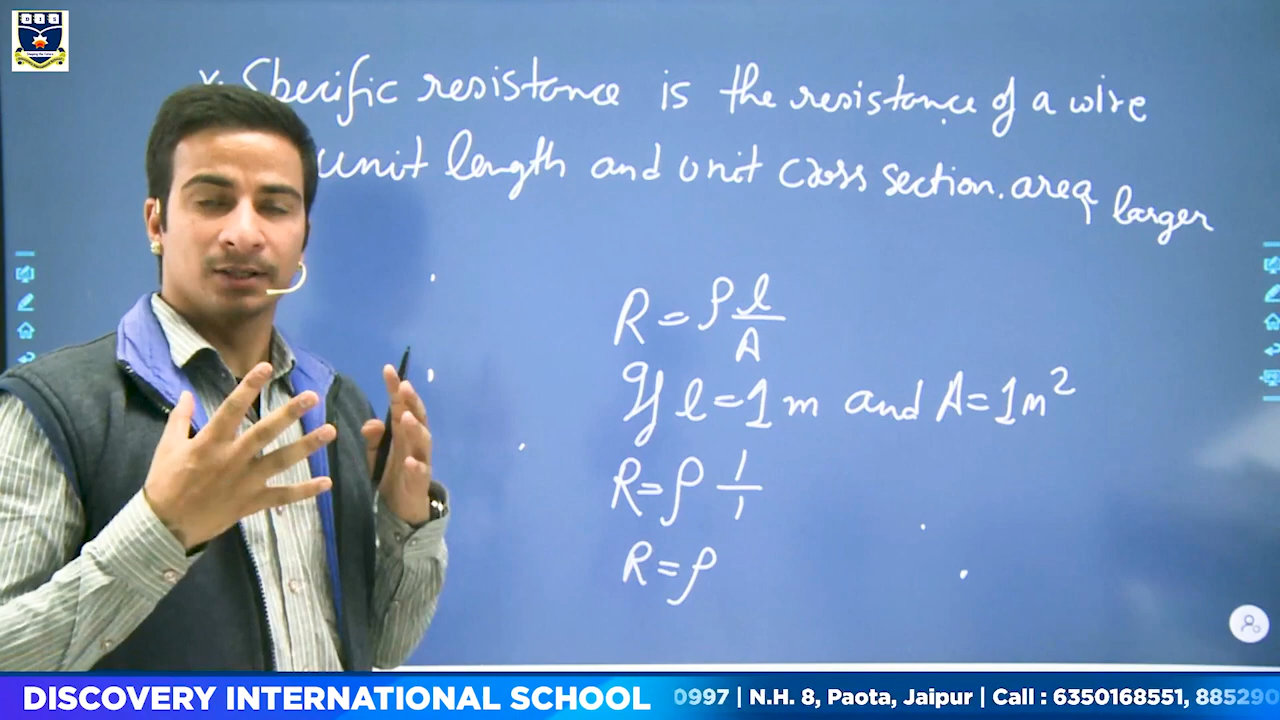 Specific resistance is the resistance of a wire
unit length and unit cross section. area larger
R = ρ l/A
If l = 1 m and A = 1 m²
R = ρ 1/1
R = ρ
DISCOVERY INTERNATIONAL SCHOOL
0997 | N.H. 8, Paota, Jaipur | Call : 6350168551, 885290